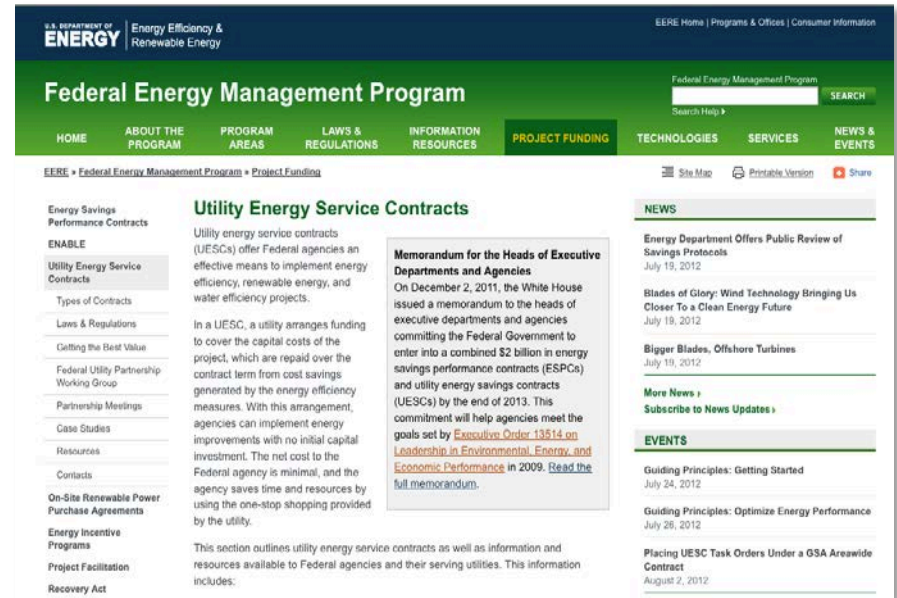 U.S. DEPARTMENT OF
ENERGY
Energy Efficiency &
Renewable Energy
EERE Home | Programs & Offices | Consumer Information
Federal Energy Management Program
Federal Energy Management Program
SEARCH
Search Help
HOME
ABOUT THE
PROGRAM
PROGRAM
AREAS
LAWS &
REGULATIONS
INFORMATION
RESOURCES
PROJECT FUNDING
TECHNOLOGIES
SERVICES
NEWS &
EVENTS
EERE » Federal Energy Management Program » Project Funding
Site Map
Printable Version
Share
Energy Savings
Performance Contracts
ENABLE
Utility Energy Service
Contracts
Types of Contracts
Laws & Regulations
Getting the Best Value
Federal Utility Partnership
Working Group
Partnership Meetings
Case Studies
Resources
Contacts
On-Site Renewable Power
Purchase Agreements
Energy Incentive
Programs
Project Facilitation
Recovery Act
Utility Energy Service Contracts
Utility energy service contracts
(UESCs) offer Federal agencies an
effective means to implement energy
efficiency, renewable energy, and
water efficiency projects.
In a UESC, a utility arranges funding
to cover the capital costs of the
project, which are repaid over the
contract term from cost savings
generated by the energy efficiency
measures. With this arrangement,
agencies can implement energy
improvements with no initial capital
investment. The net cost to the
Federal agency is minimal, and the
agency saves time and resources by
using the one-stop shopping provided
by the utility.
Memorandum for the Heads of Executive
Departments and Agencies
On December 2, 2011, the White House
issued a memorandum to the heads of
executive departments and agencies
committing the Federal Government to
enter into a combined $2 billion in energy
savings performance contracts (ESPCs)
and utility energy savings contracts
(UESCs) by the end of 2013. This
commitment will help agencies meet the
goals set by Executive Order 13514 on
Leadership in Environmental, Energy, and
Economic Performance in 2009. Read the
full memorandum.
This section outlines utility energy service contracts as well as information and
resources available to Federal agencies and their serving utilities. This information
includes:
NEWS
Energy Department Offers Public Review of
Savings Protocols
July 19, 2012
Blades of Glory: Wind Technology Bringing Us
Closer To a Clean Energy Future
July 19, 2012
Bigger Blades, Offshore Turbines
July 19, 2012
More News ›
Subscribe to News Updates ›
EVENTS
Guiding Principles: Getting Started
July 24, 2012
Guiding Principles: Optimize Energy Performance
July 26, 2012
Placing UESC Task Orders Under a GSA Areawide
Contract
August 2, 2012